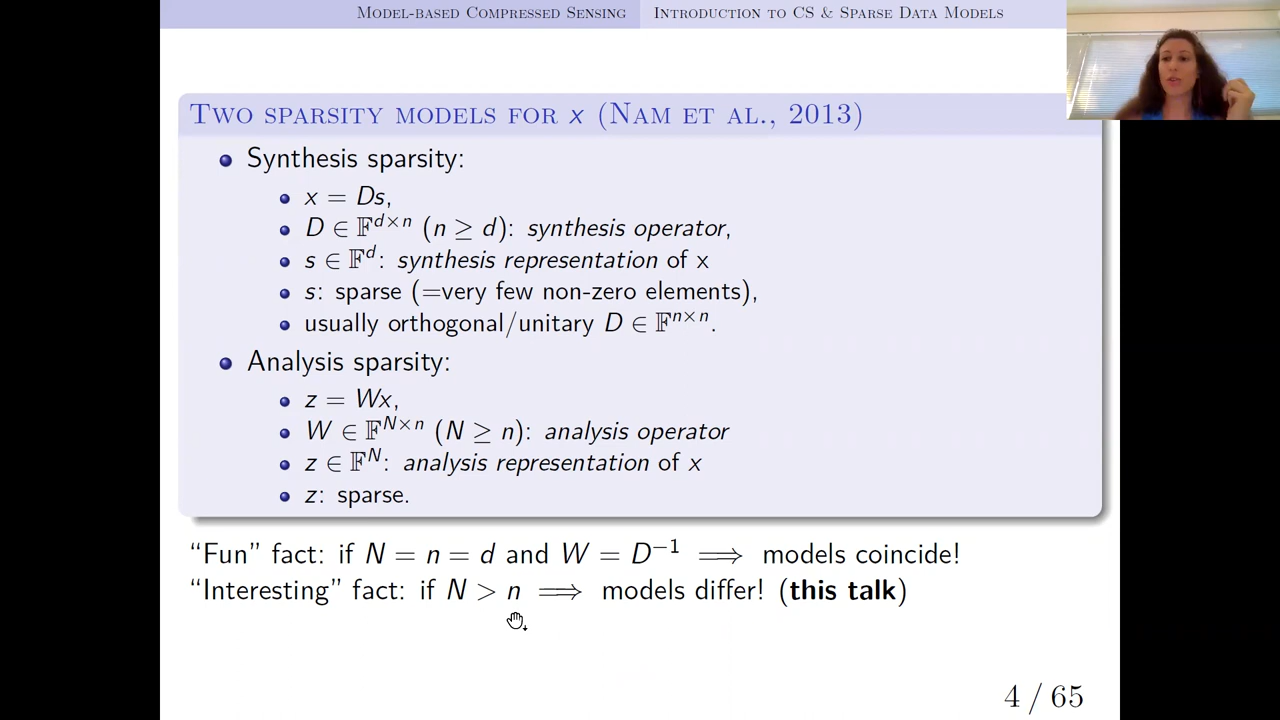 Model-based Compressed Sensing Introduction to CS & Sparse Data Models
Two sparsity models for x (Nam et al., 2013)
Synthesis sparsity:
x = Ds,
D ∈ 𝔽^{d×n} (n ≥ d): synthesis operator,
s ∈ 𝔽^d: synthesis representation of x
s: sparse (=very few non-zero elements),
usually orthogonal/unitary D ∈ 𝔽^{n×n}.
Analysis sparsity:
z = Wx,
W ∈ 𝔽^{N×n} (N ≥ n): analysis operator
z ∈ 𝔽^N: analysis representation of x
z: sparse.
“Fun” fact: if N = n = d and W = D^{−1} ⟹ models coincide!
“Interesting” fact: if N > n ⟹ models differ! (this talk)
4 / 65